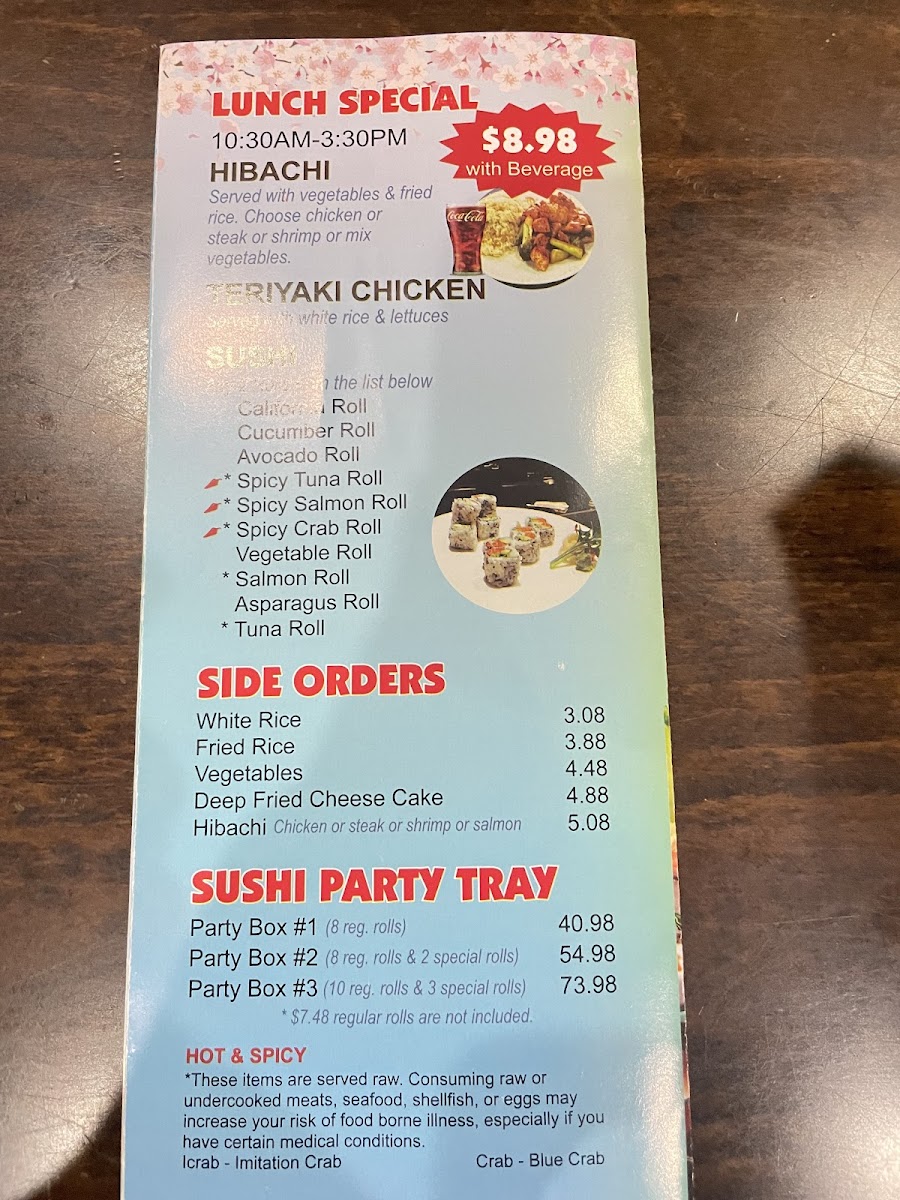 LUNCH SPECIAL
10:30AM-3:30PM
$8.98
with Beverage
HIBACHI
Served with vegetables & fried
rice. Choose chicken or
steak or shrimp or mix
vegetables.
Coca-Cola
TERIYAKI CHICKEN
Served with white rice & lettuces
SUSHI
the list below
California Roll
Cucumber Roll
Avocado Roll
* Spicy Tuna Roll
* Spicy Salmon Roll
* Spicy Crab Roll
Vegetable Roll
* Salmon Roll
Asparagus Roll
* Tuna Roll
SIDE ORDERS
White Rice 3.08
Fried Rice 3.88
Vegetables 4.48
Deep Fried Cheese Cake 4.88
Hibachi Chicken or steak or shrimp or salmon 5.08
SUSHI PARTY TRAY
Party Box #1 (8 reg. rolls) 40.98
Party Box #2 (8 reg. rolls & 2 special rolls) 54.98
Party Box #3 (10 reg. rolls & 3 special rolls) 73.98
* $7.48 regular rolls are not included.
HOT & SPICY
*These items are served raw. Consuming raw or
undercooked meats, seafood, shellfish, or eggs may
increase your risk of food borne illness, especially if you
have certain medical conditions.
Icrab - Imitation Crab Crab - Blue Crab